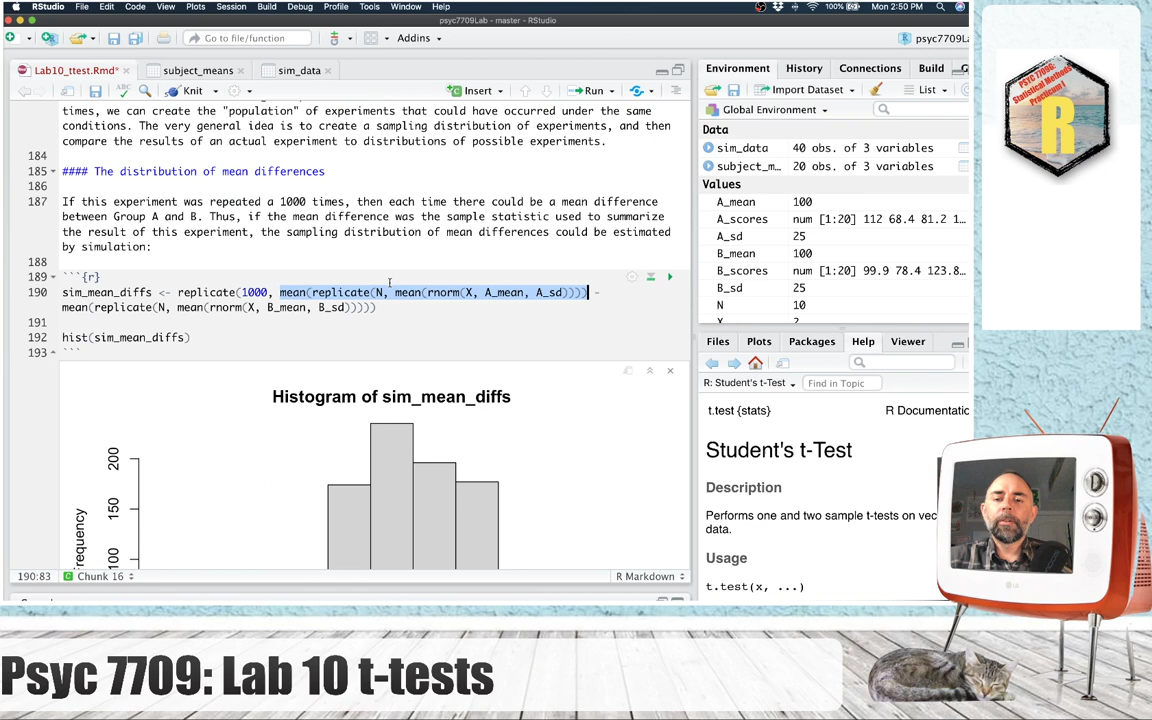 RStudio File Edit Code View Plots Session Build Debug Profile Tools Window Help 100% Mon 2:50 PM
psyc7709Lab - master - RStudio
Go to file/function Addins psyc7709La
Lab10_ttest.Rmd* subject_means sim_data
ABC Knit Insert Run
times, we can create the "population" of experiments that could have occurred under the same
conditions. The very general idea is to create a sampling distribution of experiments, and then
compare the results of an actual experiment to distributions of possible experiments.
184
185 #### The distribution of mean differences
186
187 If this experiment was repeated a 1000 times, then each time there could be a mean difference
between Group A and B. Thus, if the mean difference was the sample statistic used to summarize
the result of this experiment, the sampling distribution of mean differences could be estimated
by simulation:
188
189 ```{r}
190 sim_mean_diffs <- replicate(1000, mean(replicate(N, mean(rnorm(X, A_mean, A_sd)))) -
mean(replicate(N, mean(rnorm(X, B_mean, B_sd)))))
191
192 hist(sim_mean_diffs)
193 ```
Histogram of sim_mean_diffs
200
150
100
Frequency
190:83 Chunk 16 R Markdown
Environment History Connections Build G
Import Dataset List
Global Environment
Data
sim_data 40 obs. of 3 variables
subject_m… 20 obs. of 3 variables
Values
A_mean 100
A_scores num [1:20] 112 68.4 81.2 1…
A_sd 25
B_mean 100
B_scores num [1:20] 99.9 78.4 123.8…
B_sd 25
N 10
X 2
Files Plots Packages Help Viewer
R: Student's t-Test Find in Topic
t.test {stats} R Documentatio
Student's t-Test
Description
Performs one and two sample t-tests on vec
data.
Usage
t.test(x, ...)
PSYC 7709G:
Statistical Methods
Practicum I
R
LG
Psyc 7709: Lab 10 t-tests